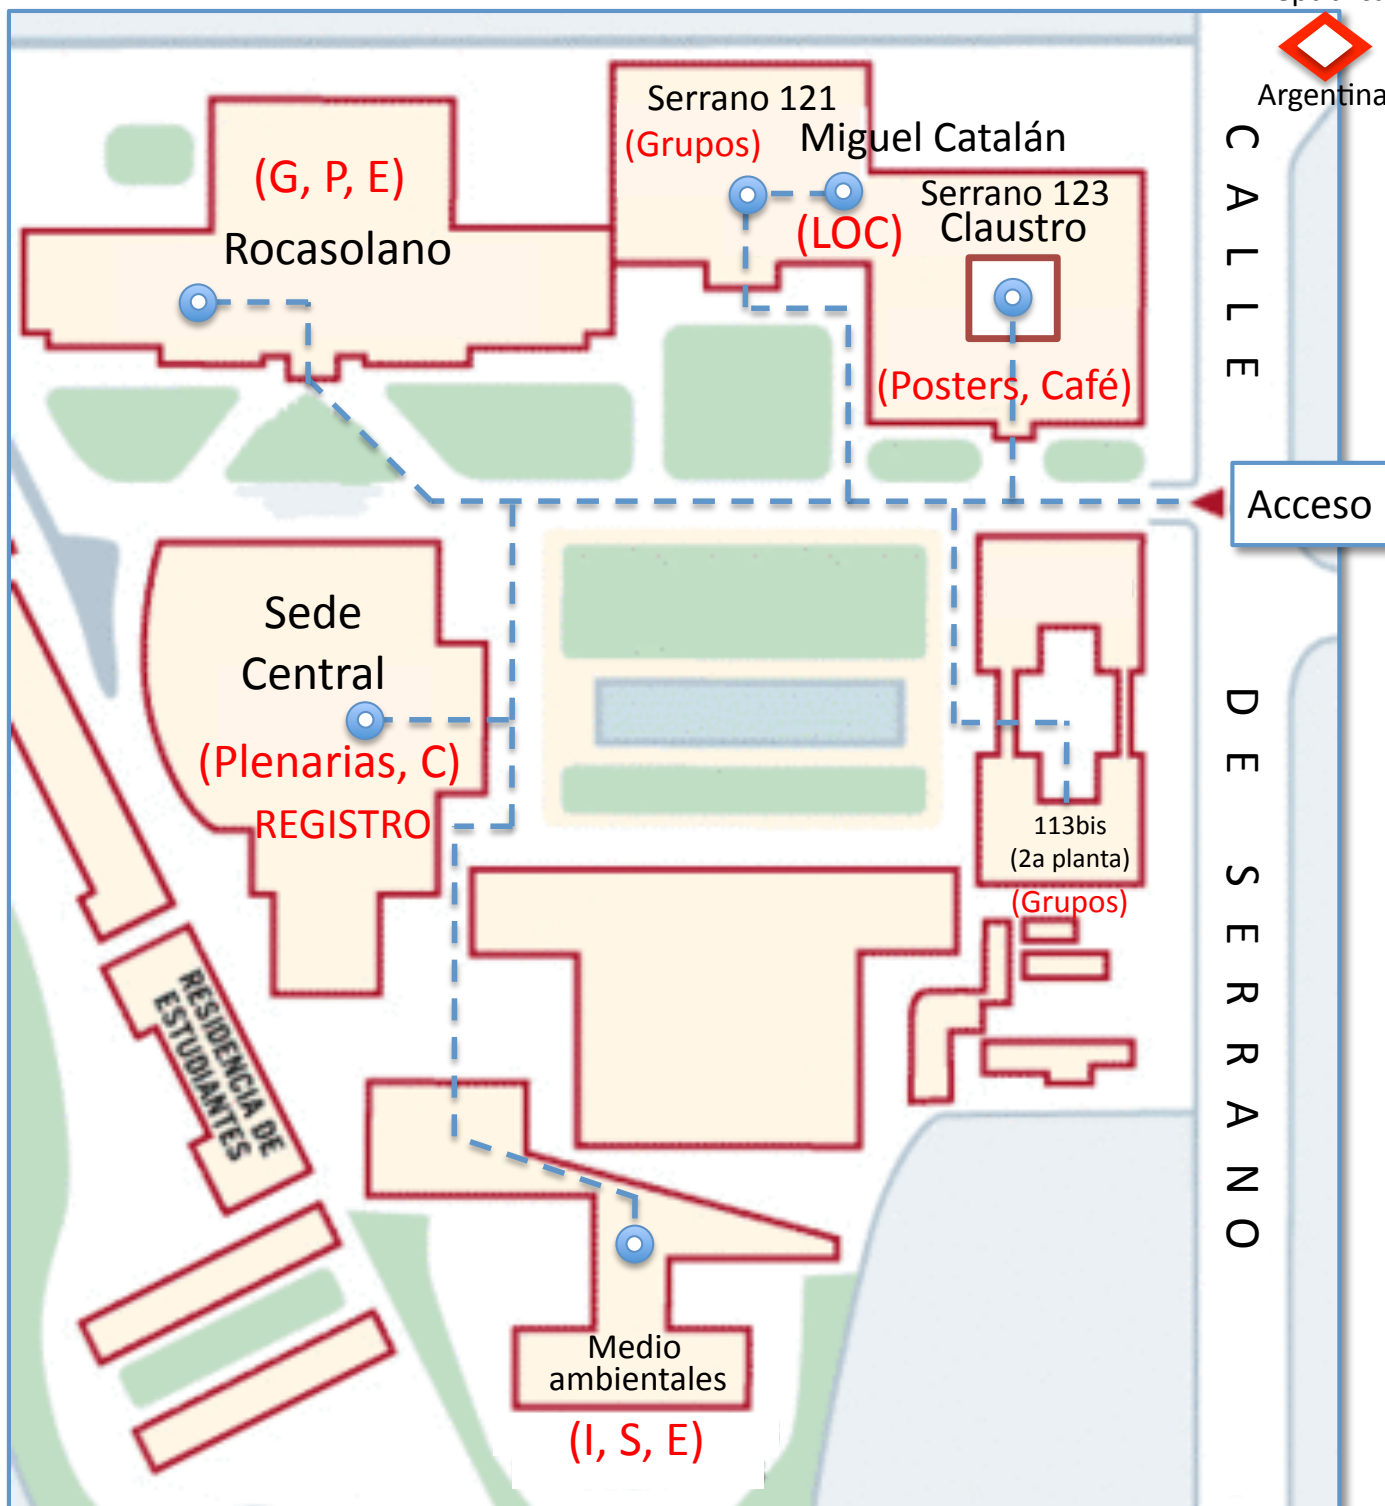 Argentina
Serrano 121
(Grupos)
Miguel Catalán
(LOC)
Serrano 123
Claustro
(Posters, Café)
(G, P, E)
Rocasolano
CALLE DE SERRANO
Acceso
Sede
Central
(Plenarias, C)
REGISTRO
113bis
(2a planta)
(Grupos)
RESIDENCIA DE
ESTUDIANTES
Medio
ambientales
(I, S, E)